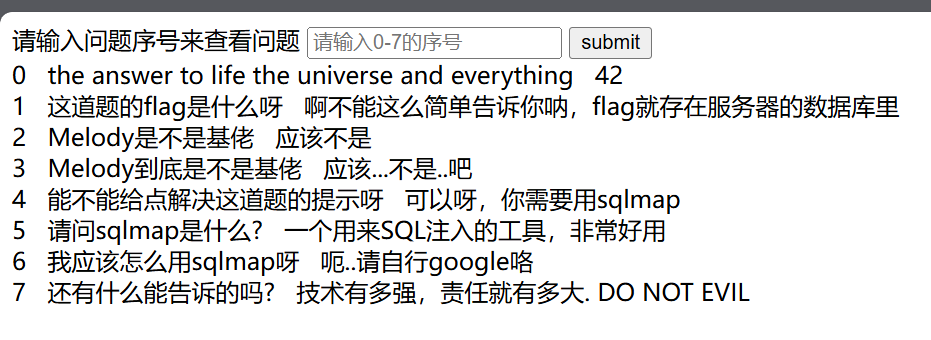 请输入问题序号来查看问题 请输入0-7的序号 submit
0 the answer to life the universe and everything 42
1 这道题的flag是什么呀 啊不能这么简单告诉你呐，flag就存在服务器的数据库里
2 Melody是不是基佬 应该不是
3 Melody到底是不是基佬 应该...不是..吧
4 能不能给点解决这道题的提示呀 可以呀，你需要用sqlmap
5 请问sqlmap是什么? 一个用来SQL注入的工具，非常好用
6 我应该怎么用sqlmap呀 呃..请自行google咯
7 还有什么能告诉的吗? 技术有多强，责任就有多大. DO NOT EVIL